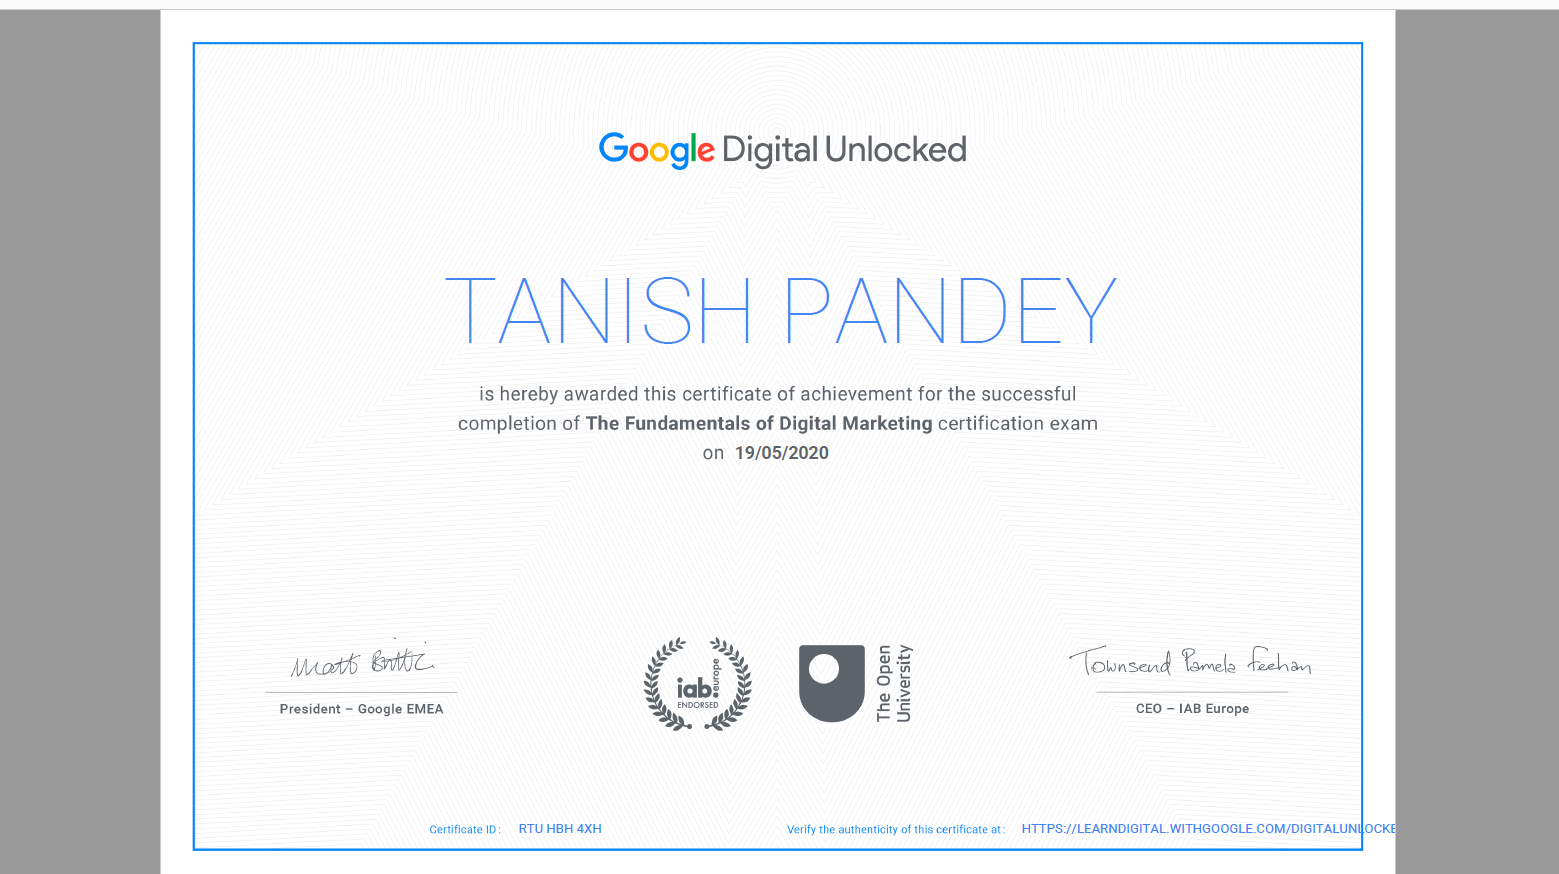 Google Digital Unlocked
TANISH PANDEY
is hereby awarded this certificate of achievement for the successful
completion of The Fundamentals of Digital Marketing certification exam
on 19/05/2020
Matt Brittin
President – Google EMEA
iab.europe
ENDORSED
The Open
University
Townsend Pamela Feehan
CEO – IAB Europe
Certificate ID : RTU HBH 4XH
Verify the authenticity of this certificate at : HTTPS://LEARNDIGITAL.WITHGOOGLE.COM/DIGITALUNLOCKE